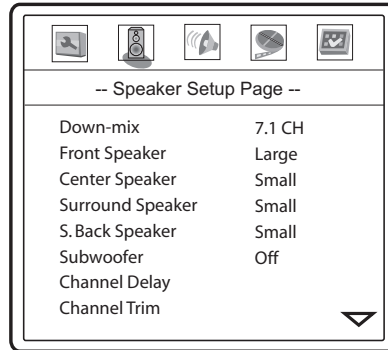 -- Speaker Setup Page --
Down-mix 7.1 CH
Front Speaker Large
Center Speaker Small
Surround Speaker Small
S. Back Speaker Small
Subwoofer Off
Channel Delay
Channel Trim